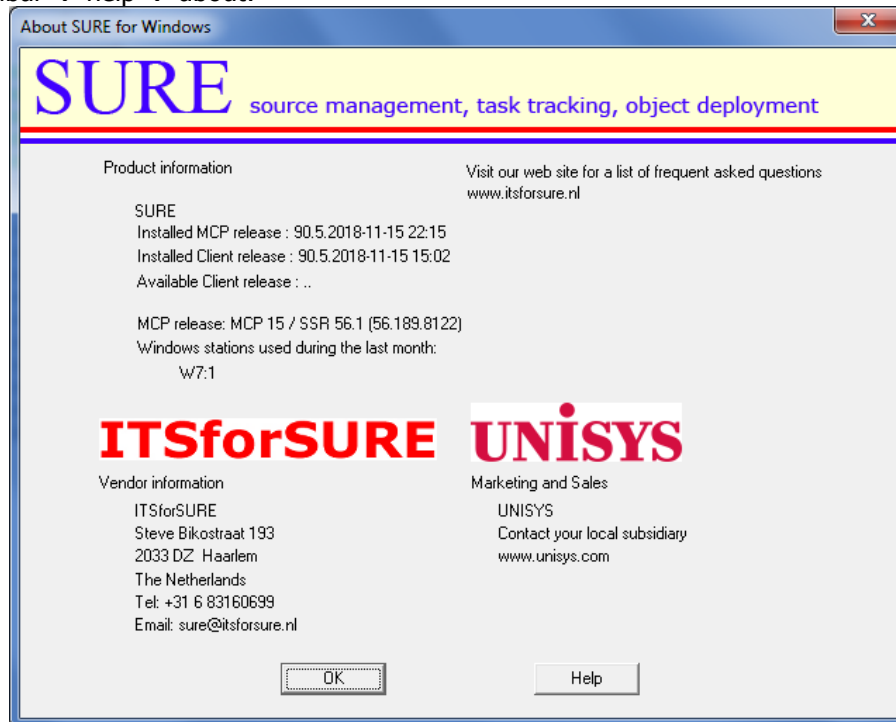 help about.
About SURE for Windows
SURE source management, task tracking, object deployment
Product information
Visit our web site for a list of frequent asked questions
www.itsforsure.nl
SURE
Installed MCP release : 90.5.2018-11-15 22:15
Installed Client release : 90.5.2018-11-15 15:02
Available Client release : ..
MCP release: MCP 15 / SSR 56.1 (56.189.8122)
Windows stations used during the last month:
W7:1
ITSforSURE
Vendor information
ITSforSURE
Steve Bikostraat 193
2033 DZ Haarlem
The Netherlands
Tel: +31 6 83160699
Email: sure@itsforsure.nl
UNISYS
Marketing and Sales
UNISYS
Contact your local subsidiary
www.unisys.com
OK
Help